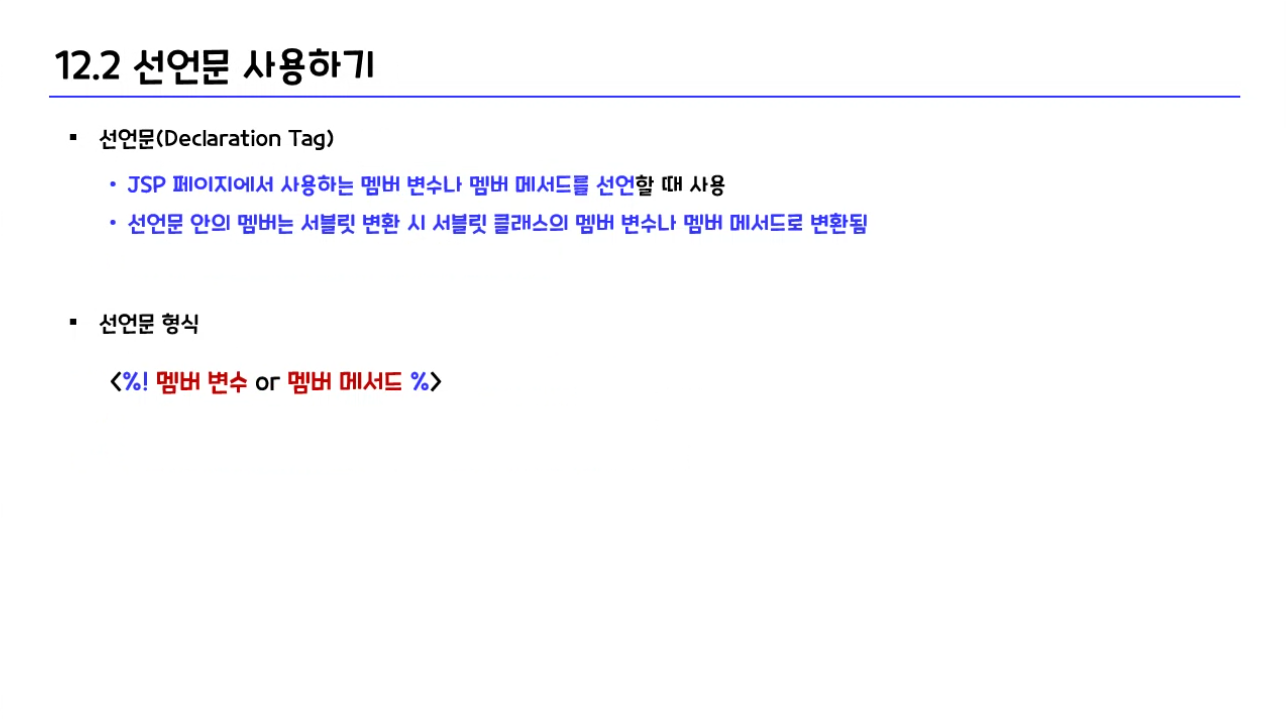 12.2 선언문 사용하기
▪ 선언문(Declaration Tag)
• JSP 페이지에서 사용하는 멤버 변수나 멤버 메서드를 선언할 때 사용
• 선언문 안의 멤버는 서블릿 변환 시 서블릿 클래스의 멤버 변수나 멤버 메서드로 변환됨
▪ 선언문 형식
<%! 멤버 변수 or 멤버 메서드 %>